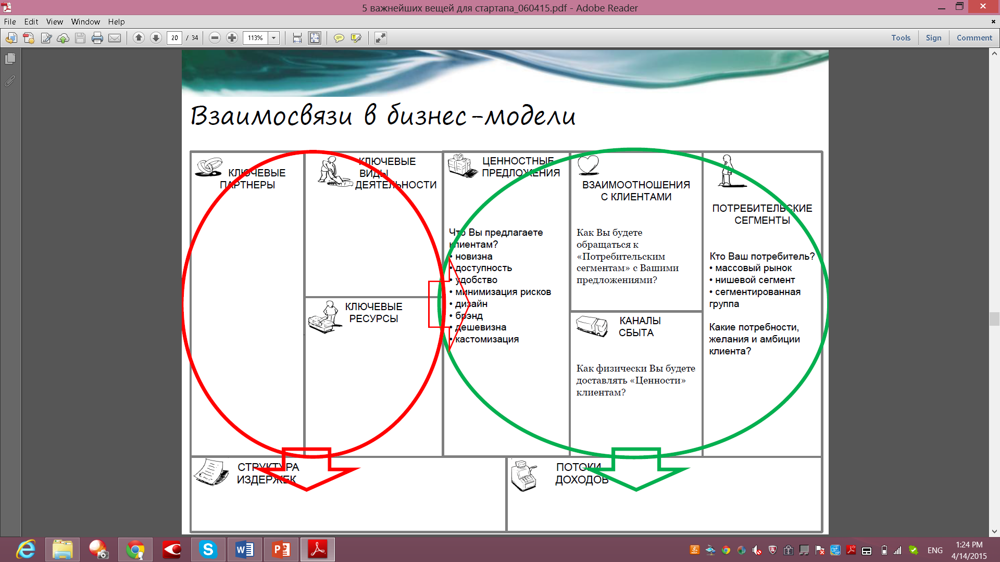 5 важнейших вещей для стартапа_060415.pdf - Adobe Reader
File Edit View Window Help
20 / 34
113%
Tools Sign Comment
Взаимосвязи в бизнес-модели
КЛЮЧЕВЫЕ
ПАРТНЕРЫ
КЛЮЧЕВЫЕ
ВИДЫ
ДЕЯТЕЛЬНОСТИ
КЛЮЧЕВЫЕ
РЕСУРСЫ
ЦЕННОСТНЫЕ
ПРЕДЛОЖЕНИЯ
Что Вы предлагаете
клиентам?
• новизна
• доступность
• удобство
• минимизация рисков
• дизайн
• брэнд
• дешевизна
• кастомизация
ВЗАИМООТНОШЕНИЯ
С КЛИЕНТАМИ
Как Вы будете
обращаться к
«Потребительским
сегментам» с Вашими
предложениями?
КАНАЛЫ
СБЫТА
Как физически Вы будете
доставлять «Ценности»
клиентам?
ПОТРЕБИТЕЛЬСКИЕ
СЕГМЕНТЫ
Кто Ваш потребитель?
• массовый рынок
• нишевой сегмент
• сегментированная
группа
Какие потребности,
желания и амбиции
клиента?
СТРУКТУРА
ИЗДЕРЖЕК
ПОТОКИ
ДОХОДОВ
ENG
1:24 PM
4/14/2015